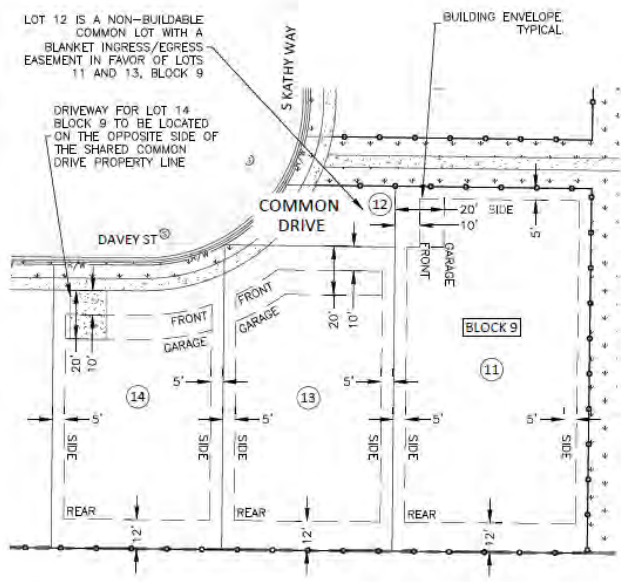 LOT 12 IS A NON-BUILDABLE
COMMON LOT WITH A
BLANKET INGRESS/EGRESS
EASEMENT IN FAVOR OF LOTS
11 AND 13, BLOCK 9
BUILDING ENVELOPE,
TYPICAL
S KATHY WAY
DRIVEWAY FOR LOT 14
BLOCK 9 TO BE LOCATED
ON THE OPPOSITE SIDE OF
THE SHARED COMMON
DRIVE PROPERTY LINE
COMMON
DRIVE
12
20'
SIDE
10'
5'
DAVEY ST
FRONT
GARAGE
FRONT
GARAGE
20'
10'
FRONT
GARAGE
20'
10'
BLOCK 9
11
5'
14
5'
13
5'
5'
5'
5'
5'
SIDE
SIDE
SIDE
SIDE
SIDE
SIDE
REAR
12'
REAR
12'
REAR
12'